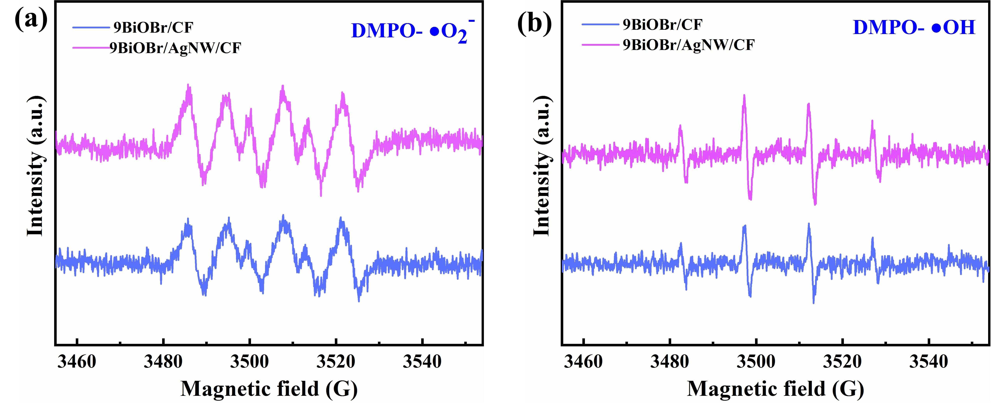 (a)
9BiOBr/CF
9BiOBr/AgNW/CF
DMPO- •O₂⁻
Intensity (a.u.)
3460 3480 3500 3520 3540
Magnetic field (G)
(b)
9BiOBr/CF
9BiOBr/AgNW/CF
DMPO- •OH
Intensity (a.u.)
3460 3480 3500 3520 3540
Magnetic field (G)